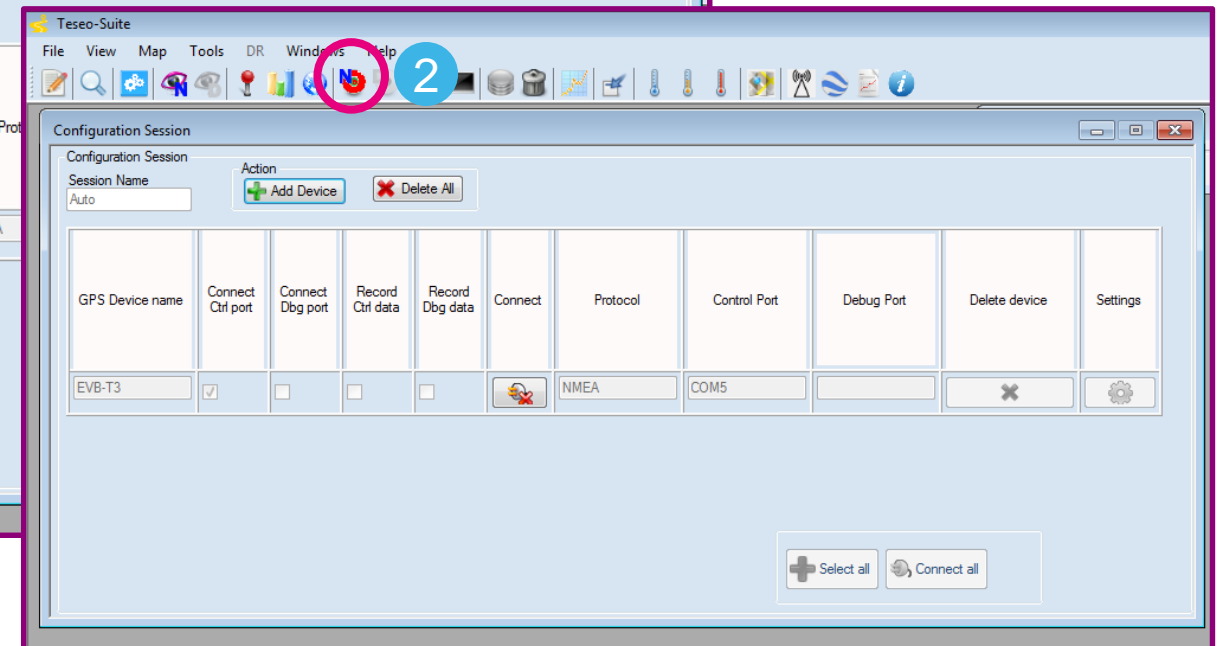 Teseo-Suite
File View Map Tools DR Windows Help
N N 2 i
Prot
Configuration Session
Configuration Session
Session Name
Action
Auto
Add Device
Delete All
GPS Device name
Connect
Ctrl port
Connect
Dbg port
Record
Ctrl data
Record
Dbg data
Connect
Protocol
Control Port
Debug Port
Delete device
Settings
EVB-T3
NMEA
COM5
Select all
Connect all